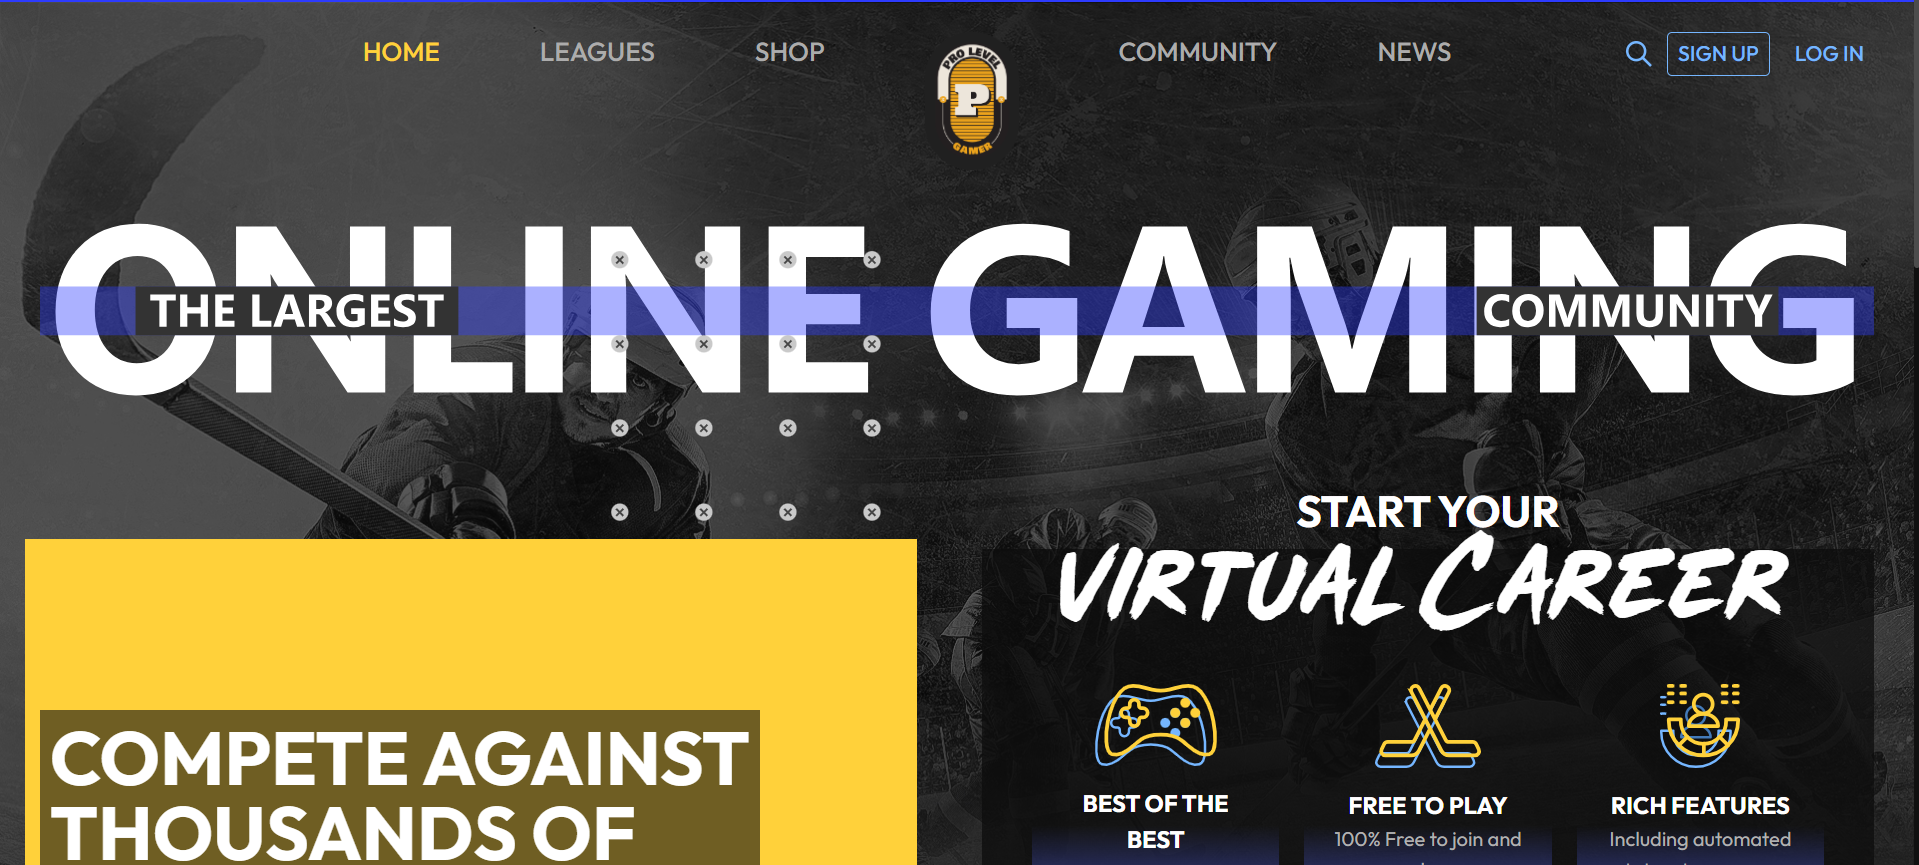 HOME LEAGUES SHOP COMMUNITY NEWS SIGN UP LOG IN
PRO LEVEL
P
GAMER
ONLINE GAMING
THE LARGEST COMMUNITY
START YOUR
VIRTUAL CAREER
COMPETE AGAINST
THOUSANDS OF
BEST OF THE
BEST
FREE TO PLAY
100% Free to join and
RICH FEATURES
Including automated